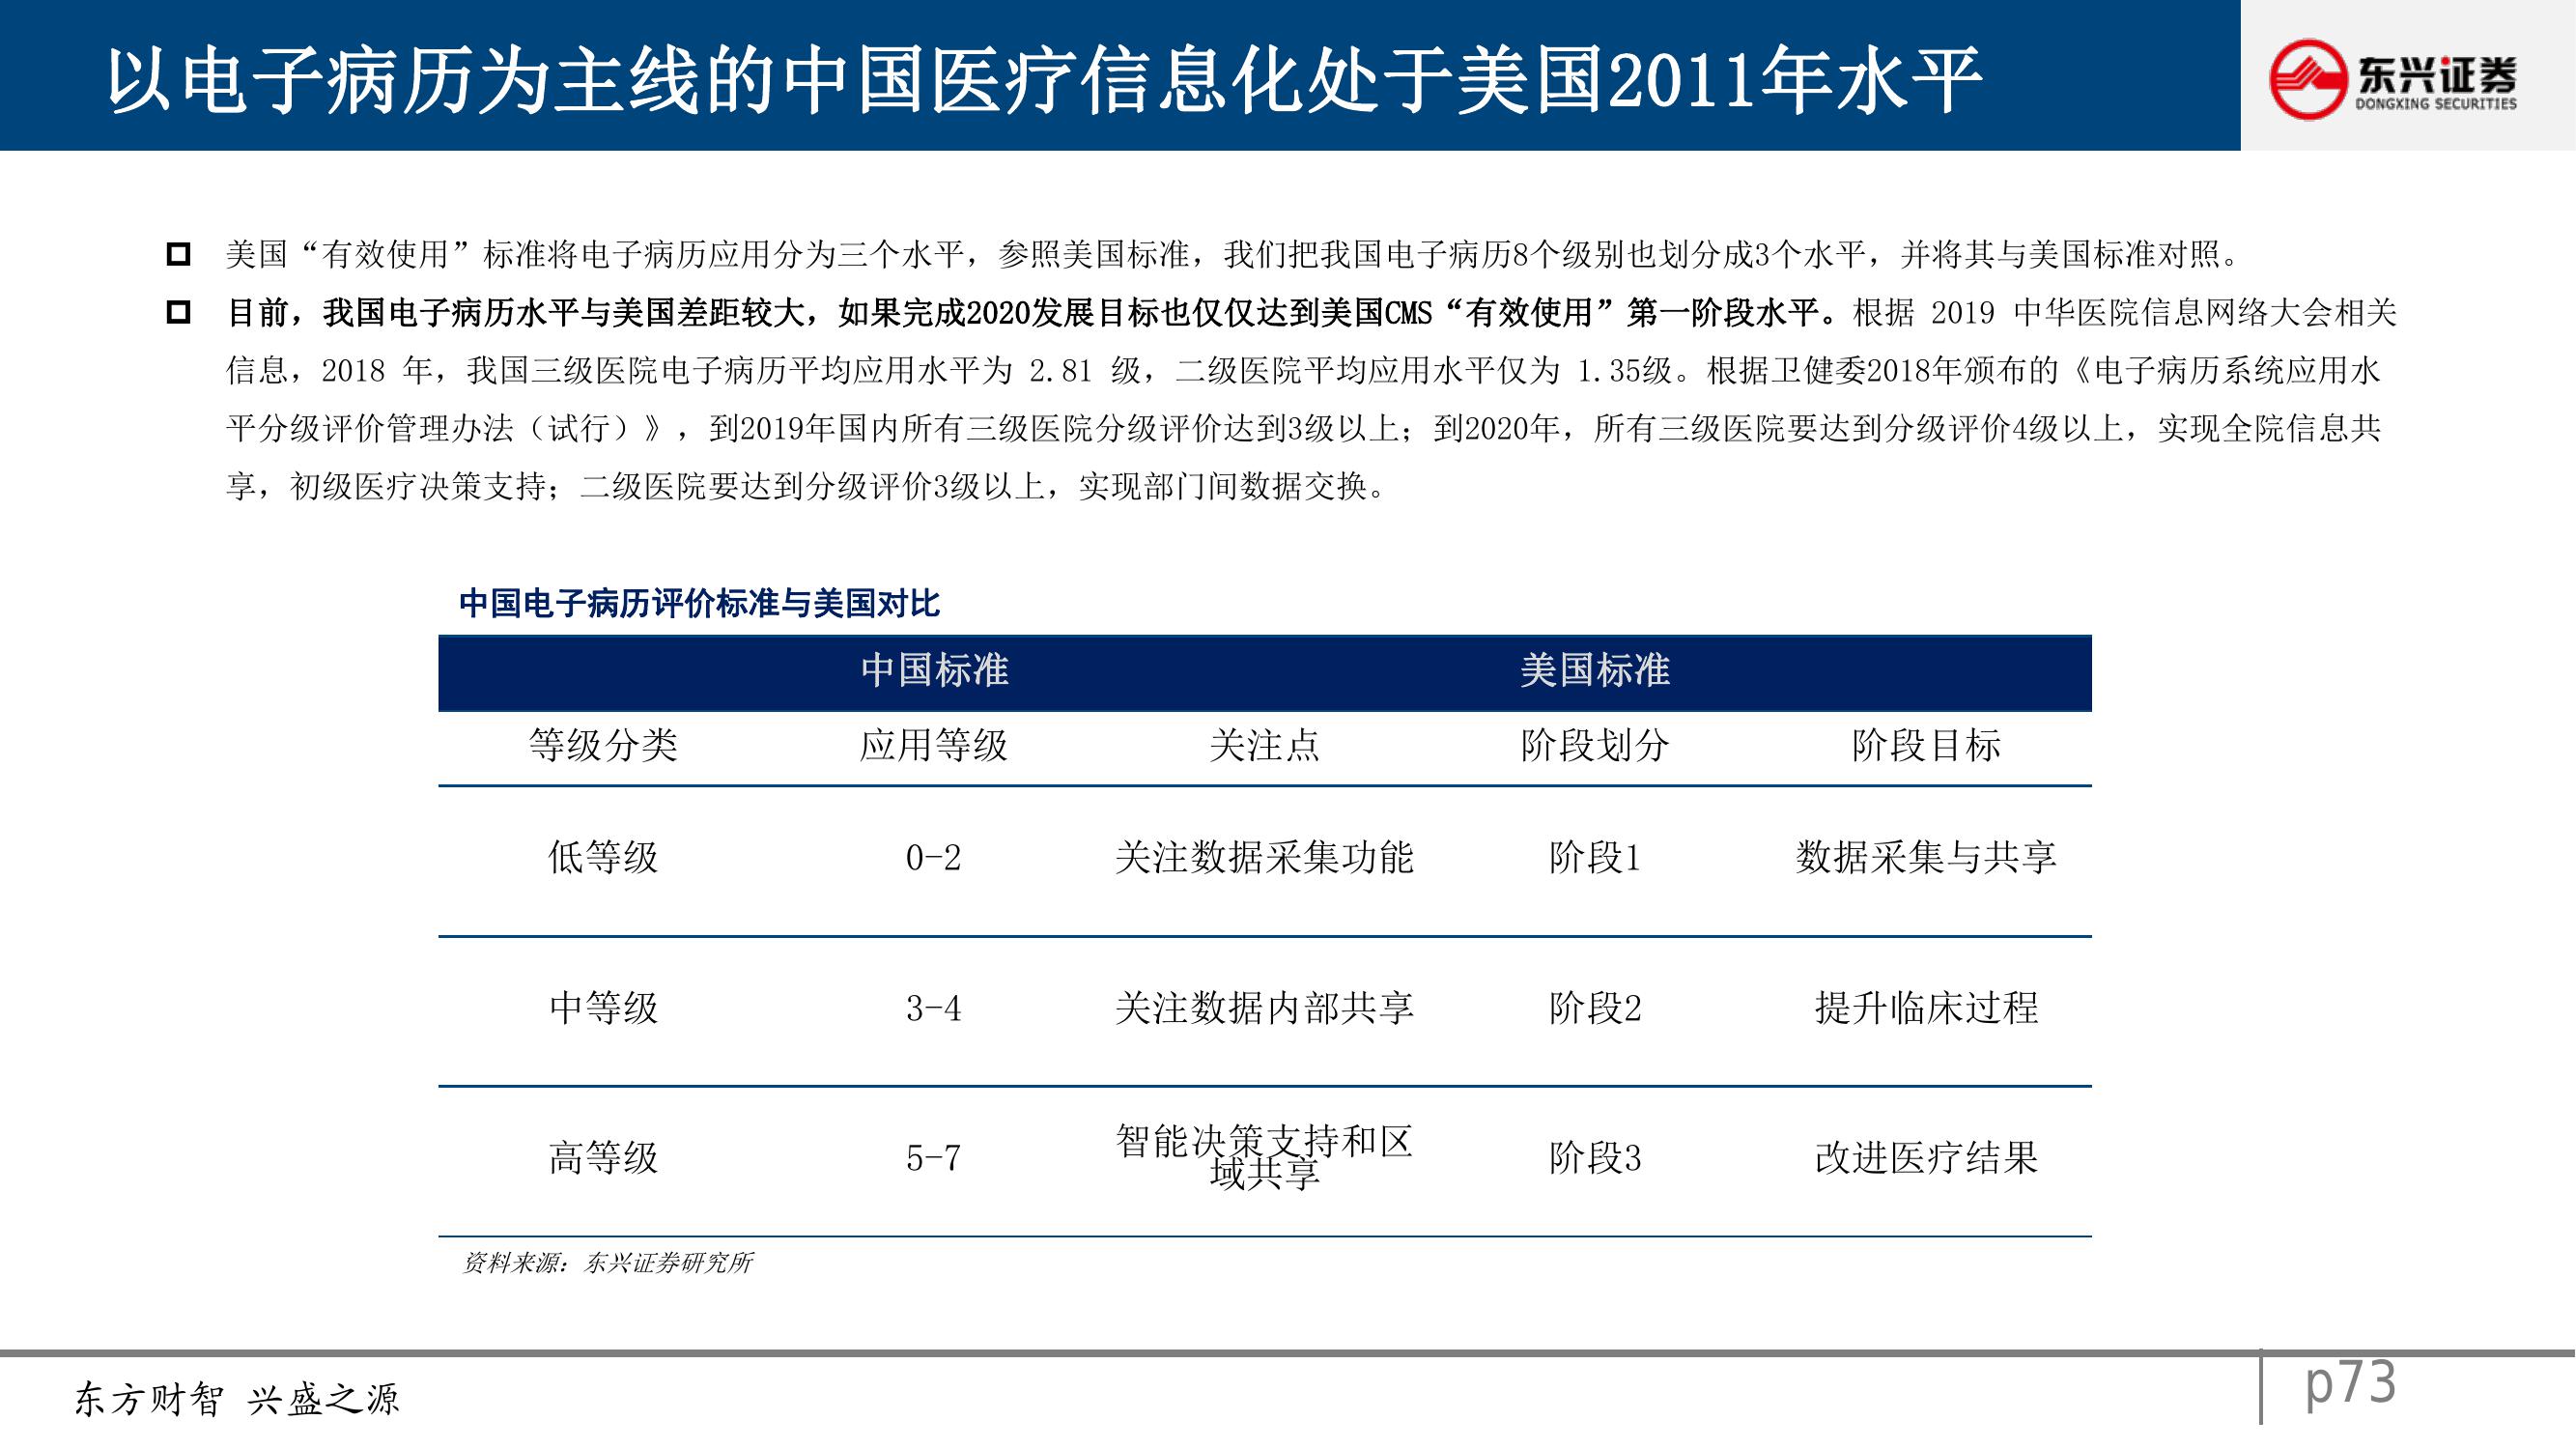 以电子病历为主线的中国医疗信息化处于美国2011年水平
东兴证券
DONGXING SECURITIES
美国“有效使用”标准将电子病历应用分为三个水平，参照美国标准，我们把我国电子病历8个级别也划分成3个水平，并将其与美国标准对照。
目前，我国电子病历水平与美国差距较大，如果完成2020发展目标也仅仅达到美国CMS“有效使用”第一阶段水平。根据 2019 中华医院信息网络大会相关
信息，2018 年，我国三级医院电子病历平均应用水平为 2.81 级，二级医院平均应用水平仅为 1.35级。根据卫健委2018年颁布的《电子病历系统应用水
平分级评价管理办法（试行）》，到2019年国内所有三级医院分级评价达到3级以上；到2020年，所有三级医院要达到分级评价4级以上，实现全院信息共
享，初级医疗决策支持；二级医院要达到分级评价3级以上，实现部门间数据交换。
中国电子病历评价标准与美国对比
中国标准 美国标准
等级分类 应用等级 关注点 阶段划分 阶段目标
低等级 0-2 关注数据采集功能 阶段1 数据采集与共享
中等级 3-4 关注数据内部共享 阶段2 提升临床过程
高等级 5-7 智能决策支持和区 阶段3 改进医疗结果
域共享
资料来源：东兴证券研究所
东方财智 兴盛之源
p73